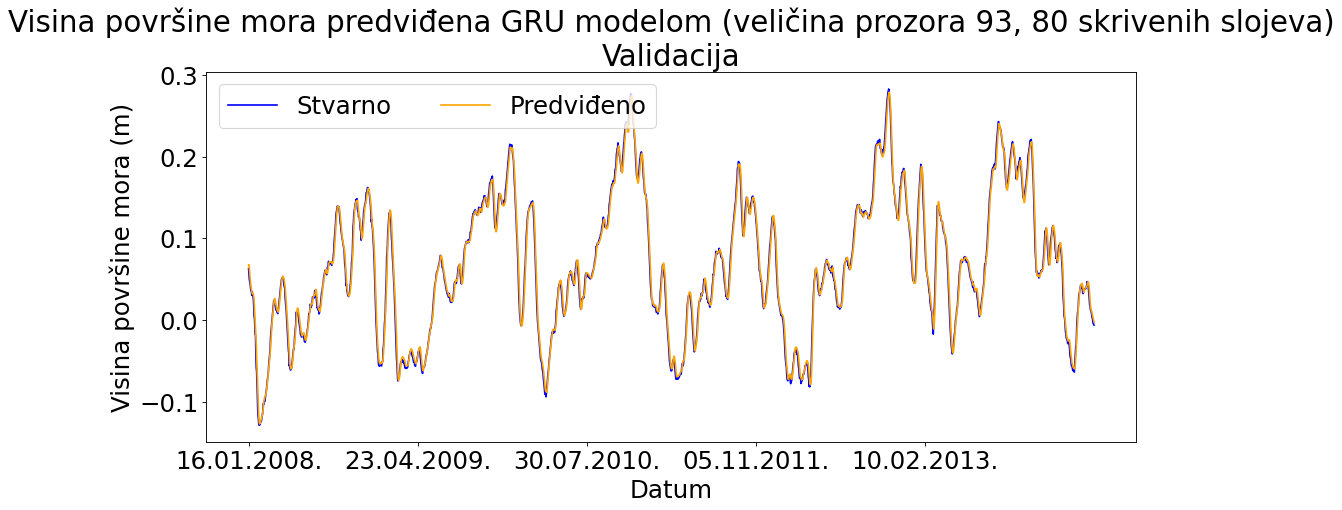 Visina površine mora predviđena GRU modelom (veličina prozora 93, 80 skrivenih slojeva)
Validacija
Stvarno
Predviđeno
Visina površine mora (m)
0.3
0.2
0.1
0.0
−0.1
16.01.2008.
23.04.2009.
30.07.2010.
05.11.2011.
10.02.2013.
Datum